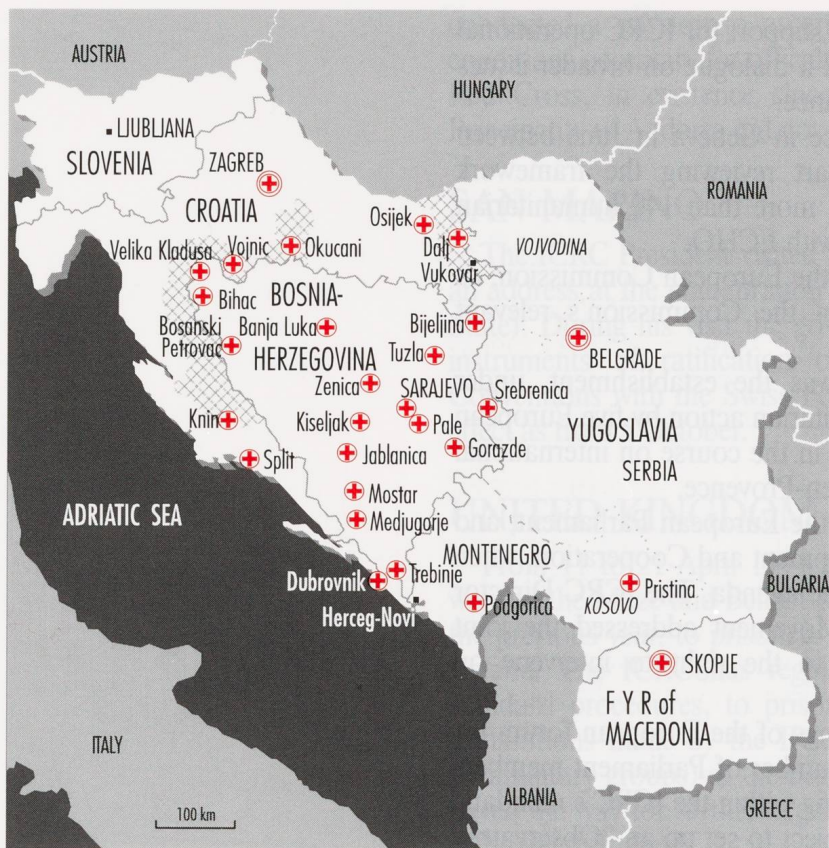 AUSTRIA
HUNGARY
LJUBLJANA
SLOVENIA
ZAGREB
ROMANIA
CROATIA
Osijek
Velika Kladusa
Vojnic
Okucani
Dalj
VOJVODINA
Vukovar
Bihac
BOSNIA-
HERZEGOVINA
Bosanski
Petrovac
Banja Luka
Bijeljina
BELGRADE
Tuzla
Zenica
SARAJEVO
Srebrenica
Knin
Kiseljak
Pale
YUGOSLAVIA
Split
Jablanica
Gorazde
SERBIA
Mostar
ADRIATIC SEA
Medjugorje
MONTENEGRO
Dubrovnik
Trebinje
Pristina
BULGARIA
Herceg-Novi
Podgorica
KOSOVO
SKOPJE
F Y R of
MACEDONIA
ITALY
100 km
ALBANIA
GREECE